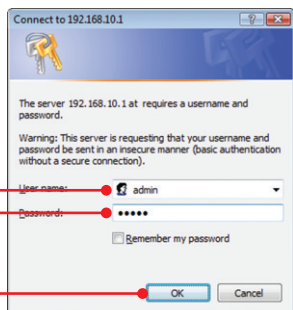 Connect to 192.168.10.1
The server 192.168.10.1 at requires a username and
password.
Warning: This server is requesting that your username and
password be sent in an insecure manner (basic authentication
without a secure connection).
User name:
admin
Password:
•••••
Remember my password
OK
Cancel